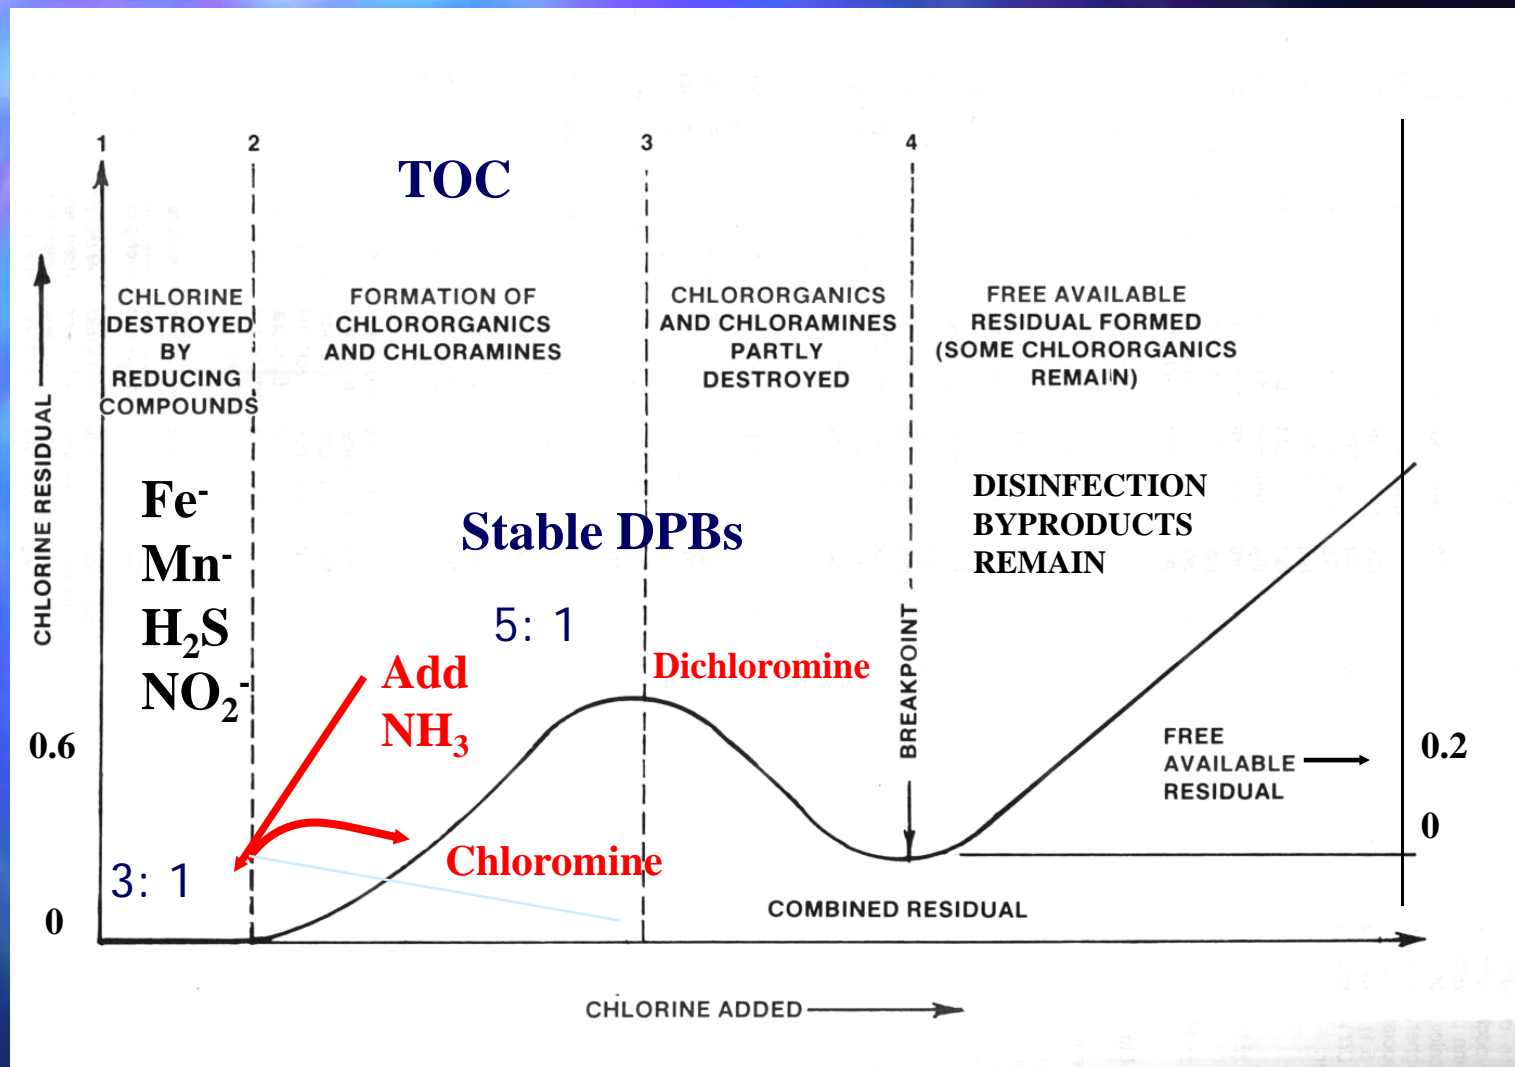 1
2
3
4
TOC
CHLORINE
DESTROYED
BY
REDUCING
COMPOUNDS
FORMATION OF
CHLORORGANICS
AND CHLORAMINES
CHLORORGANICS
AND CHLORAMINES
PARTLY
DESTROYED
FREE AVAILABLE
RESIDUAL FORMED
(SOME CHLORORGANICS
REMAIN)
CHLORINE RESIDUAL
Fe⁻
Mn⁻
H₂S
NO₂⁻
Stable DPBs
DISINFECTION
BYPRODUCTS
REMAIN
5: 1
Add
NH₃
Dichloromine
BREAKPOINT
0.6
FREE
AVAILABLE
RESIDUAL
0.2
0
Chloromine
3: 1
0
COMBINED RESIDUAL
CHLORINE ADDED